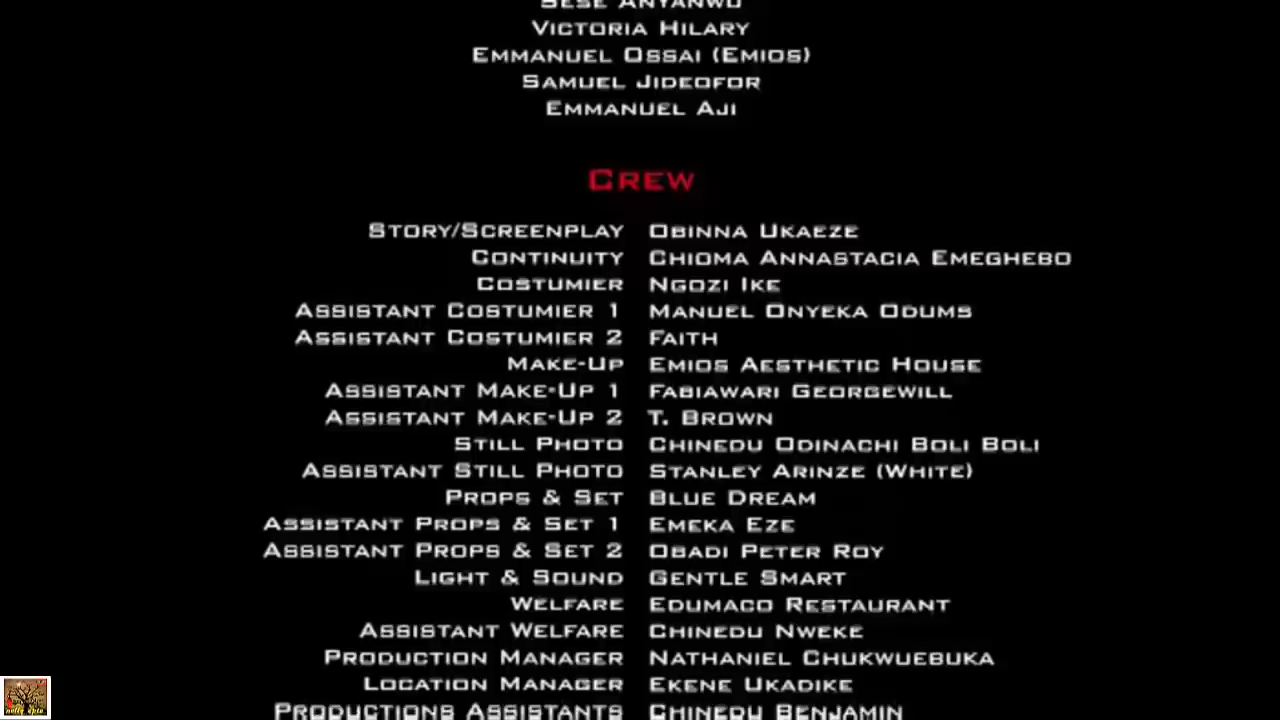 Sese Anyanwu
Victoria Hilary
Emmanuel Ossai (Emios)
Samuel Jideofor
Emmanuel Aji
Crew
Story/Screenplay Obinna Ukaeze
Continuity Chioma Annastacia Emeghebo
Costumier Ngozi Ike
Assistant Costumier 1 Manuel Onyeka Odums
Assistant Costumier 2 Faith
Make-Up Emios Aesthetic House
Assistant Make-Up 1 Fabiawari Georgewill
Assistant Make-Up 2 T. Brown
Still Photo Chinedu Odinachi Boli Boli
Assistant Still Photo Stanley Arinze (White)
Props & Set Blue Dream
Assistant Props & Set 1 Emeka Eze
Assistant Props & Set 2 Obadi Peter Roy
Light & Sound Gentle Smart
Welfare Edumaco Restaurant
Assistant Welfare Chinedu Nweke
Production Manager Nathaniel Chukwuebuka
Location Manager Ekene Ukadike
Productions Assistants Chinedu Benjamin